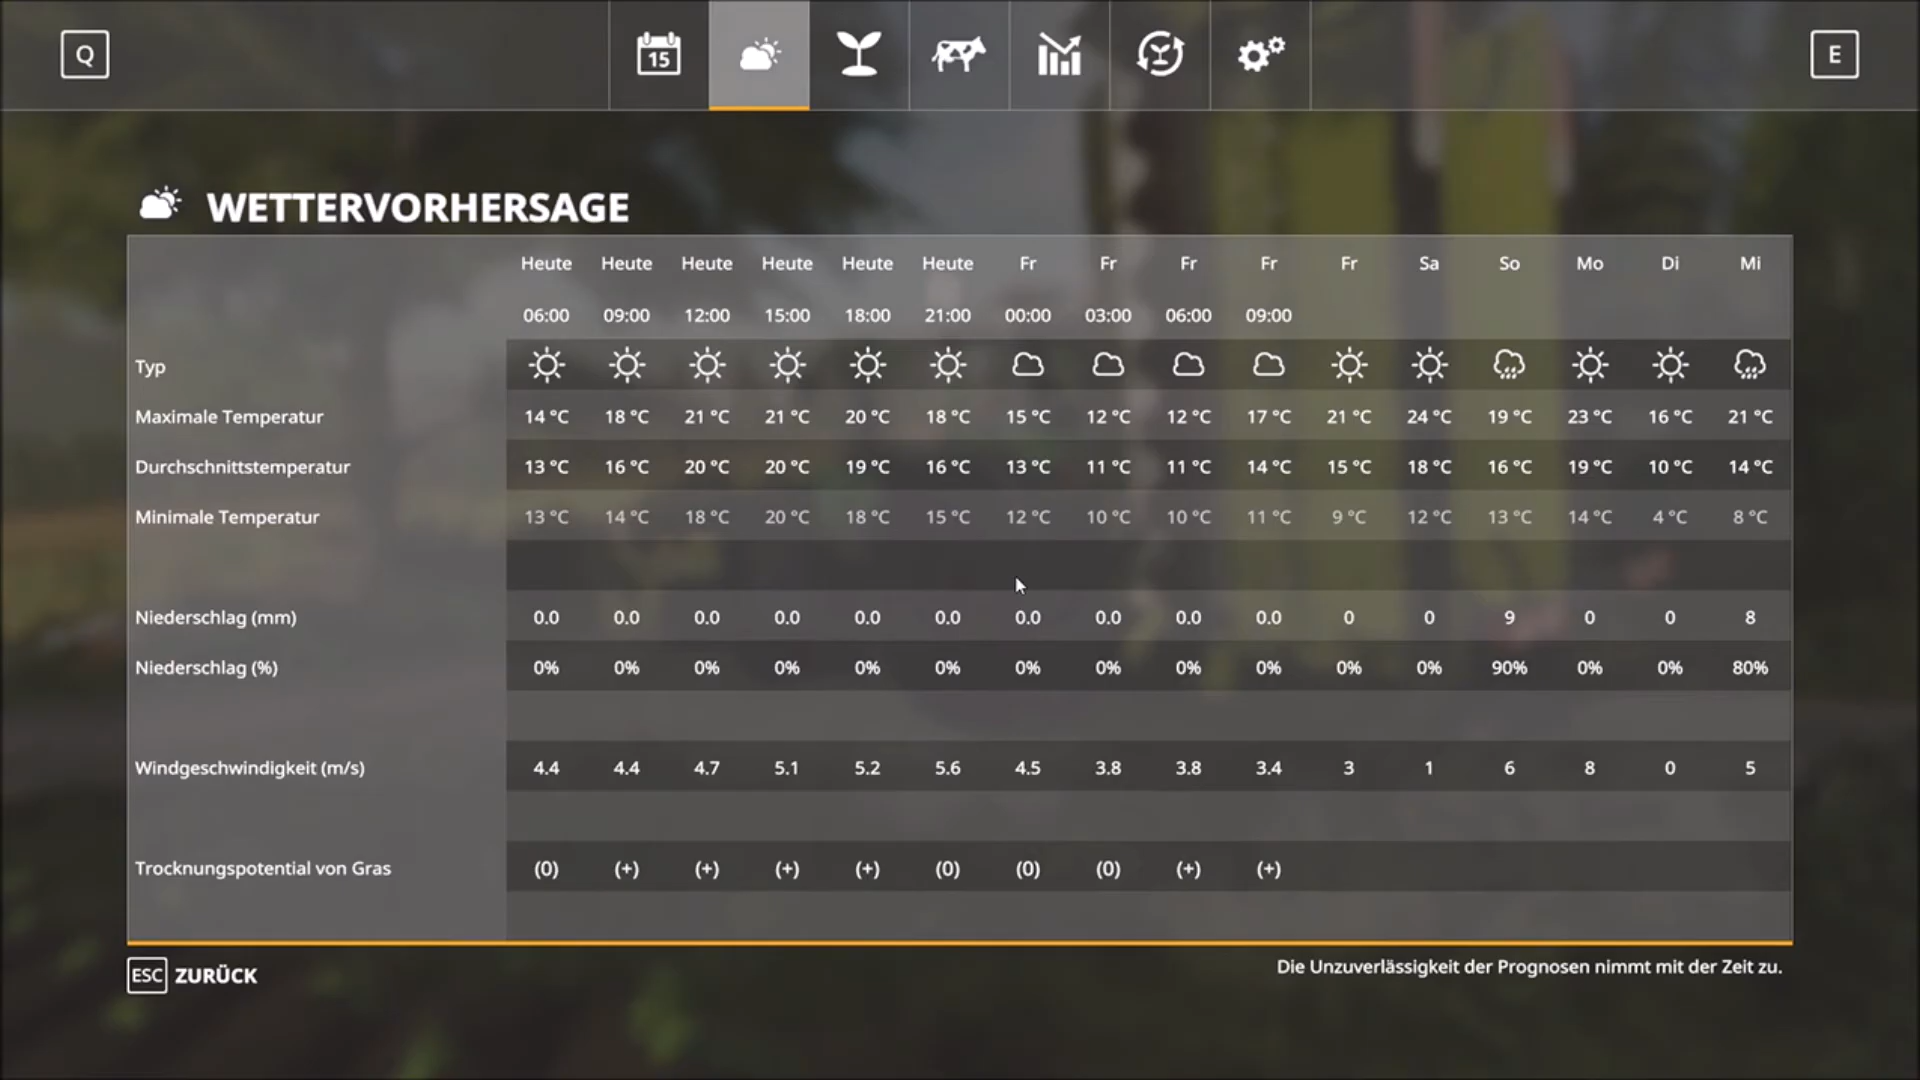 Q
15
E
WETTERVORHERSAGE
Heute Heute Heute Heute Heute Heute Fr Fr Fr Fr Fr Sa So Mo Di Mi
06:00 09:00 12:00 15:00 18:00 21:00 00:00 03:00 06:00 09:00
Typ
Maximale Temperatur 14 °C 18 °C 21 °C 21 °C 20 °C 18 °C 15 °C 12 °C 12 °C 17 °C 21 °C 24 °C 19 °C 23 °C 16 °C 21 °C
Durchschnittstemperatur 13 °C 16 °C 20 °C 20 °C 19 °C 16 °C 13 °C 11 °C 11 °C 14 °C 15 °C 18 °C 16 °C 19 °C 10 °C 14 °C
Minimale Temperatur 13 °C 14 °C 18 °C 20 °C 18 °C 15 °C 12 °C 10 °C 10 °C 11 °C 9 °C 12 °C 13 °C 14 °C 4 °C 8 °C
Niederschlag (mm) 0.0 0.0 0.0 0.0 0.0 0.0 0.0 0.0 0.0 0.0 0 0 9 0 0 8
Niederschlag (%) 0% 0% 0% 0% 0% 0% 0% 0% 0% 0% 0% 0% 90% 0% 0% 80%
Windgeschwindigkeit (m/s) 4.4 4.4 4.7 5.1 5.2 5.6 4.5 3.8 3.8 3.4 3 1 6 8 0 5
Trocknungspotential von Gras (0) (+) (+) (+) (+) (0) (0) (0) (+) (+)
ESC ZURÜCK
Die Unzuverlässigkeit der Prognosen nimmt mit der Zeit zu.